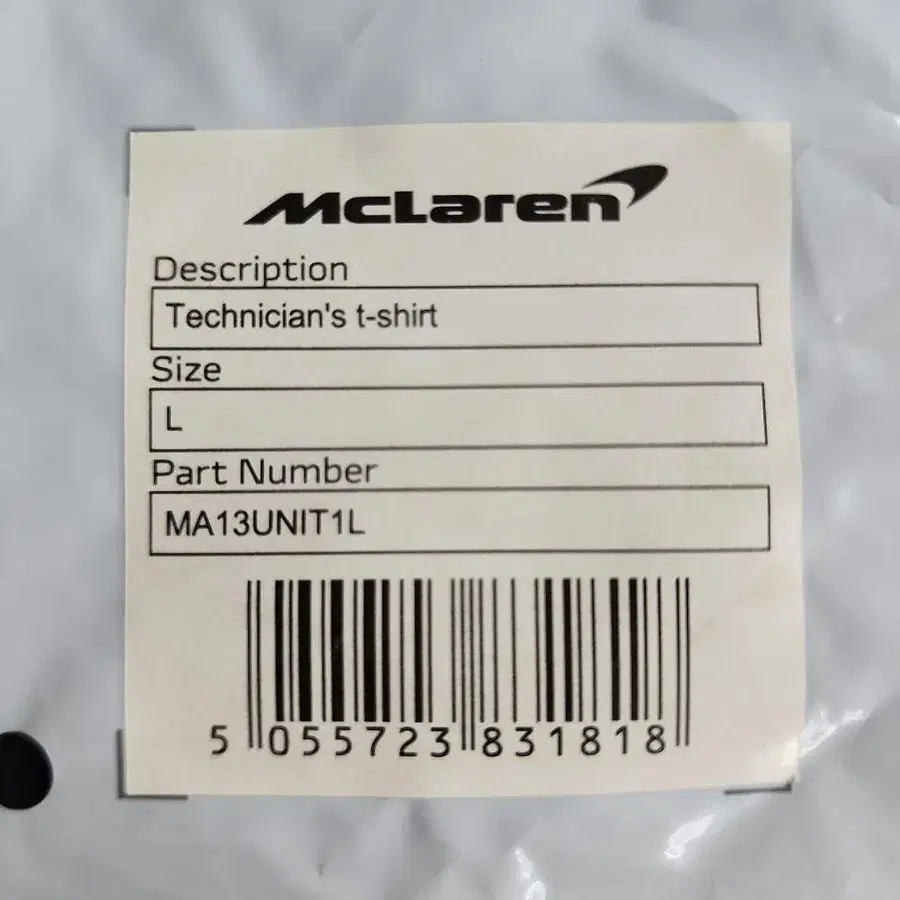 McLaren
Description
Technician's t-shirt
Size
L
Part Number
MA13UNIT1L
5 055723 831818